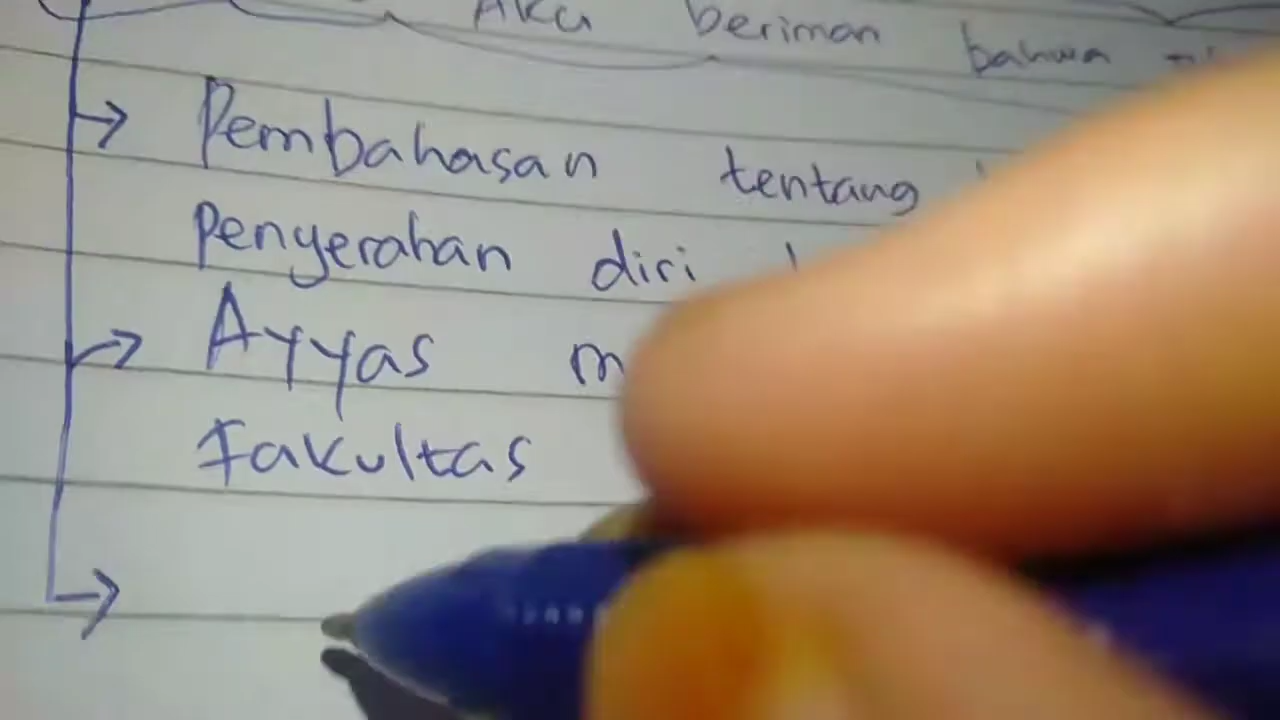 Aku beriman bahwa
Pembahasan tentang
Penyerahan diri
Ayyas
Fakultas